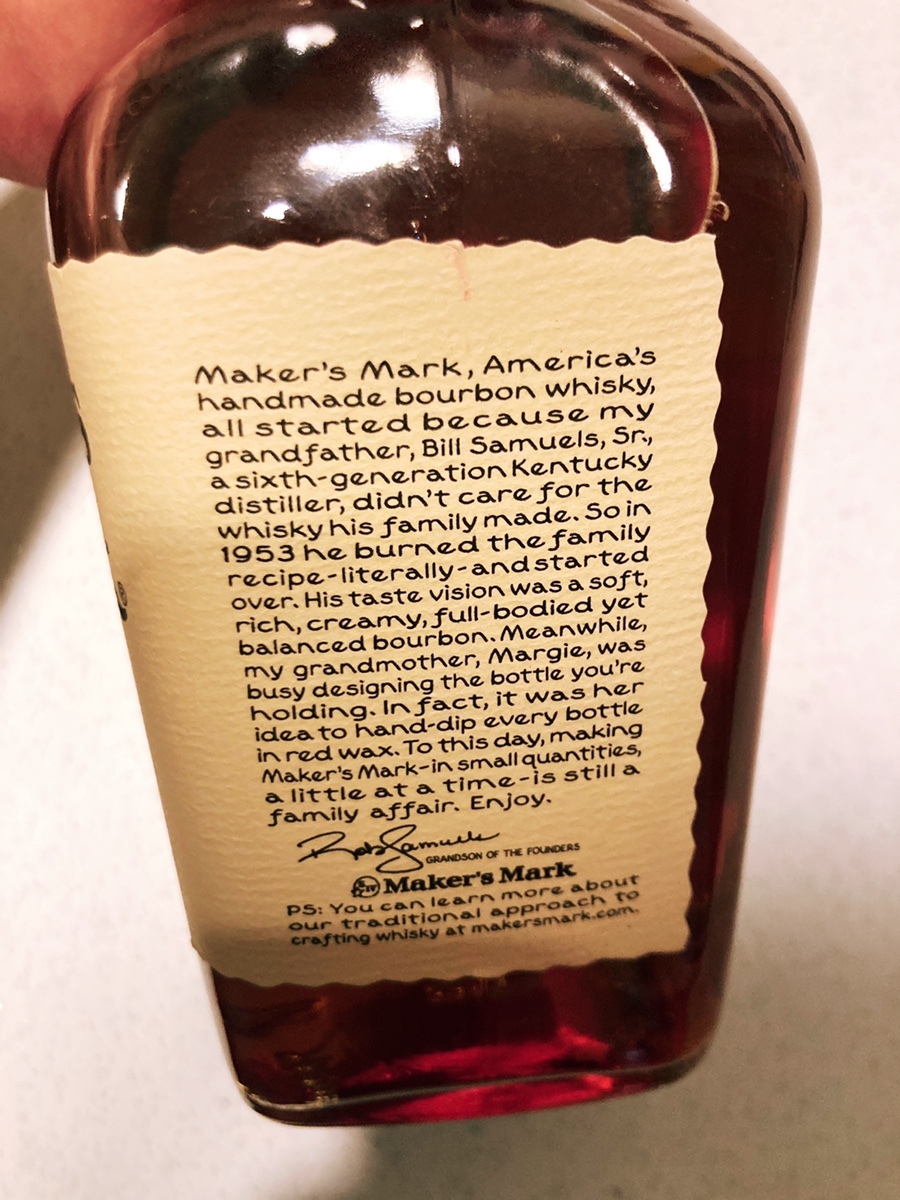 Maker's Mark, America's
handmade bourbon whisky,
all started because my
grandfather, Bill Samuels, Sr.,
a sixth-generation Kentucky
distiller, didn't care for the
whisky his family made. So in
1953 he burned the family
recipe-literally-and started
over. His taste vision was a soft,
rich, creamy, full-bodied yet
balanced bourbon. Meanwhile,
my grandmother, Margie, was
busy designing the bottle you're
holding. In fact, it was her
idea to hand-dip every bottle
in red wax. To this day, making
Maker's Mark-in small quantities,
a little at a time-is still a
family affair. Enjoy.
Rob Samuels
GRANDSON OF THE FOUNDERS
Maker's Mark
PS: You can learn more about
our traditional approach to
crafting whisky at makersmark.com.